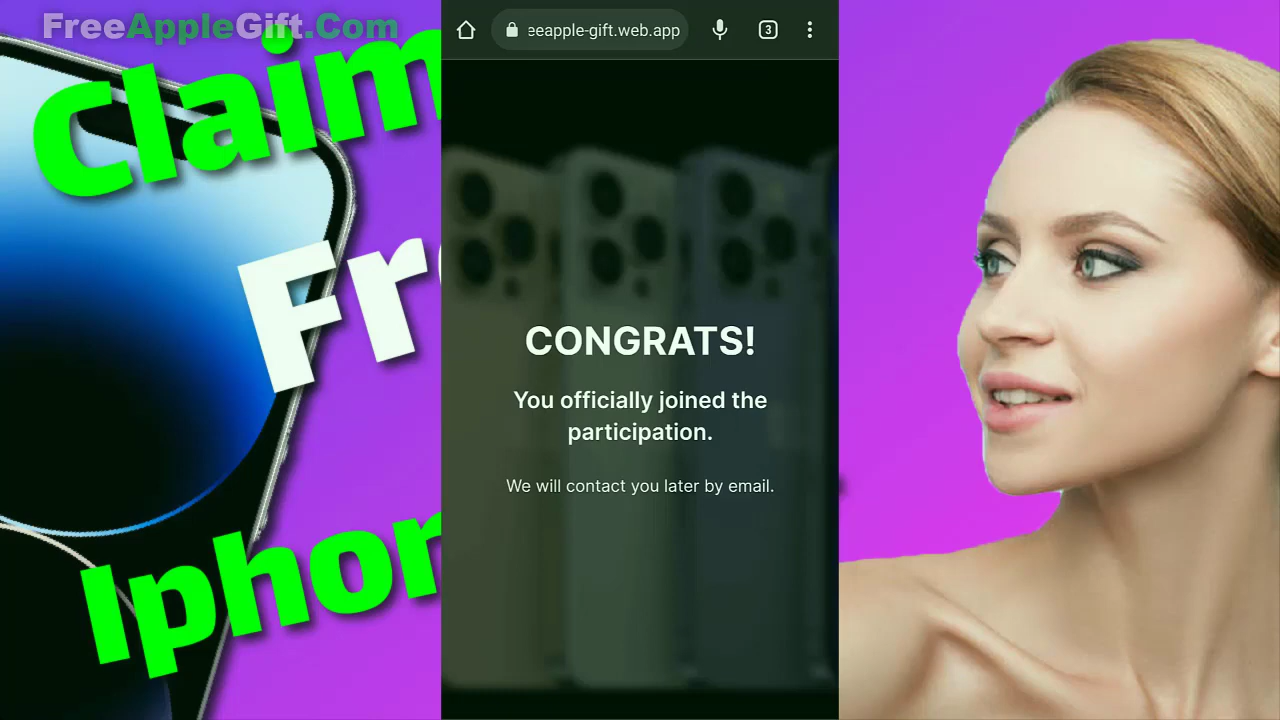 FreeAppleGift.Com
Claim
Fr
Iphon
eeapple-gift.web.app
3
CONGRATS!
You officially joined the
participation.
We will contact you later by email.